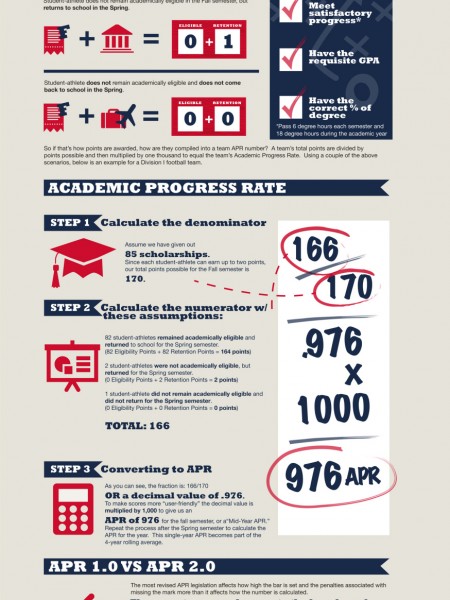 Student-athlete does not remain academically eligible in the Fall semester, but
returns to school in the Spring.
+ =
ELIGIBLE RETENTION
0+1
Student-athlete does not remain academically eligible and does not come
back to school in the Spring.
+ =
ELIGIBLE RETENTION
0+0
Meet
satisfactory
progress*
Have the
requisite GPA
Have the
correct % of
degree
*Pass 6 degree hours each semester and
18 degree hours during the academic year
So if that's how points are awarded, how are they compiled into a team APR number? A team's total points are divided by
points possible and then multiplied by one thousand to equal the team's Academic Progress Rate. Using a couple of the above
scenarios, below is an example for a Division I football team.
ACADEMIC PROGRESS RATE
STEP 1 Calculate the denominator
Assume we have given out
85 scholarships.
Since each student-athlete can earn up to two points,
our total points possible for the Fall semester is
170.
STEP 2 Calculate the numerator w/
these assumptions:
82 student-athletes remained academically eligible and
returned to school for the Spring semester.
(82 Eligibility Points + 82 Retention Points = 164 points)
2 student-athletes were not academically eligible, but
returned for the Spring semester.
(0 Eligibility Points + 2 Retention Points = 2 points)
1 student-athlete did not remain academically eligible and
did not return for the Spring semester.
(0 Eligibility Points + 0 Retention Points = 0 points)
TOTAL: 166
166
170
.976
x
1000
976 APR
STEP 3 Converting to APR
As you can see, the fraction is: 166/170
OR a decimal value of .976.
To make scores more "user-friendly" the decimal value is
multiplied by 1,000 to give us an
APR of 976 for the fall semester, or a "Mid-Year APR."
Repeat the process after the Spring semester to calculate the
APR for the year. This single-year APR becomes part of the
4-year rolling average.
APR 1.0 VS APR 2.0
The most revised APR legislation affects how high the bar is set and the penalties associated with
missing the mark more than it affects how the number is calculated.